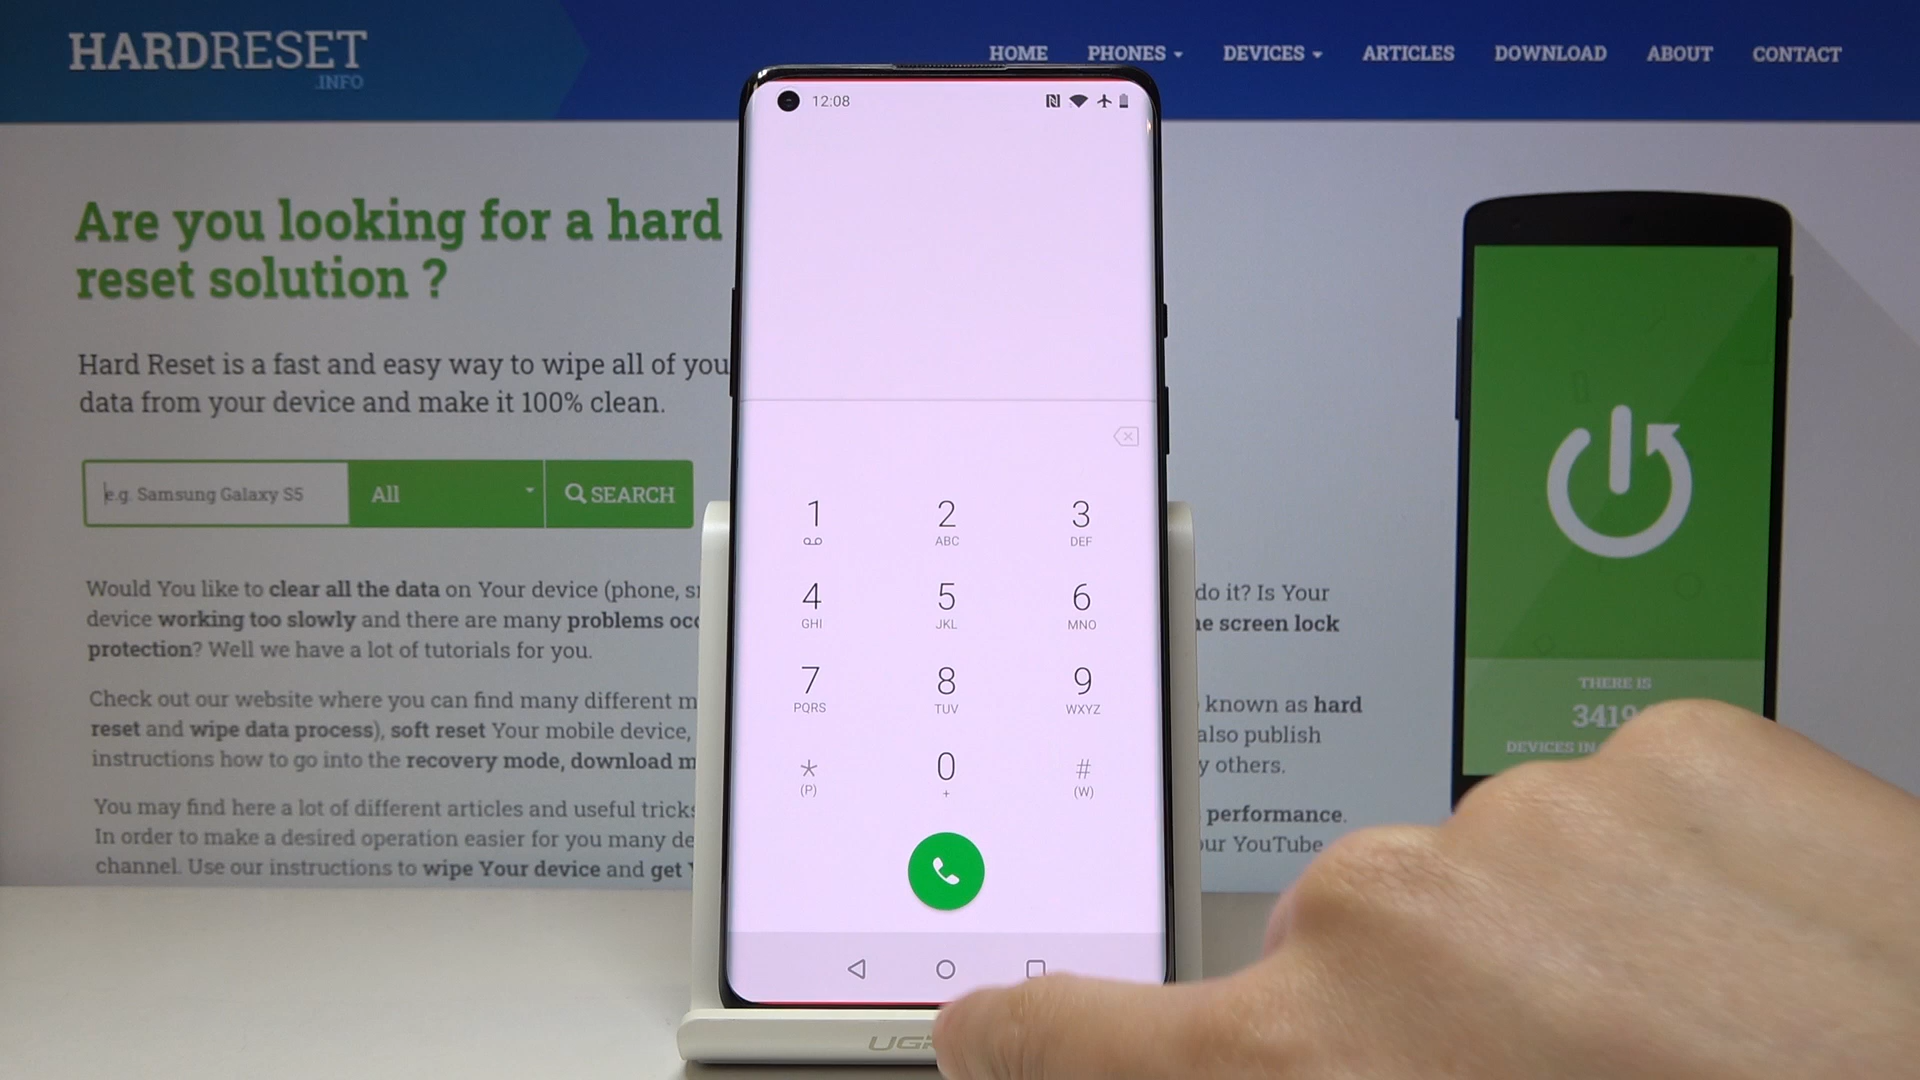 HARDRESET
.INFO
HOME PHONES DEVICES ARTICLES DOWNLOAD ABOUT CONTACT
12:08
Are you looking for a hard
reset solution ?
Hard Reset is a fast and easy way to wipe all of you
data from your device and make it 100% clean.
e.g. Samsung Galaxy S5 All SEARCH
Would You like to clear all the data on Your device (phone,
device working too slowly and there are many problems
protection? Well we have a lot of tutorials for you.
do it? Is Your
screen lock
Check out our website where you can find many different
reset and wipe data process), soft reset Your mobile device,
instructions how to go into the recovery mode, download
known as hard
also publish
others.
You may find here a lot of different articles and useful tricks
In order to make a desired operation easier for you many
channel. Use our instructions to wipe Your device and get
performance.
YouTube
1
2
ABC
3
DEF
4
GHI
5
JKL
6
MNO
7
PQRS
8
TUV
9
WXYZ
*
(P)
0
+
#
(W)
THERE IS
3419
DEVICES IN